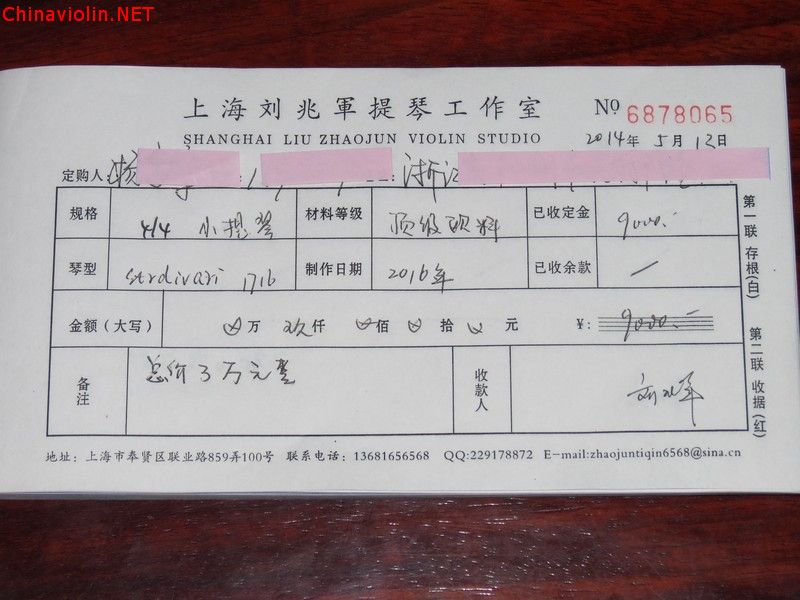 Chinaviolin.NET
上海刘兆軍提琴工作室 Nº 6878065
SHANGHAI LIU ZHAOJUN VIOLIN STUDIO 2014年5月12日
定购人: 浙江
规格 4/4 小提琴 材料等级 顶级欧料 已收定金 9000.-
琴型 Strdivari 1716 制作日期 2016年 已收余款 —
金额(大写) 万 玖仟 佰 拾 元 ¥: 9000.-
备注 总价3万元整 收款人 刘兆军
第一联 存根(白) 第二联 收据(红)
地址: 上海市奉贤区联业路859弄100号 联系电话: 13681656568 QQ:229178872 E-mail:zhaojuntiqin6568@sina.cn